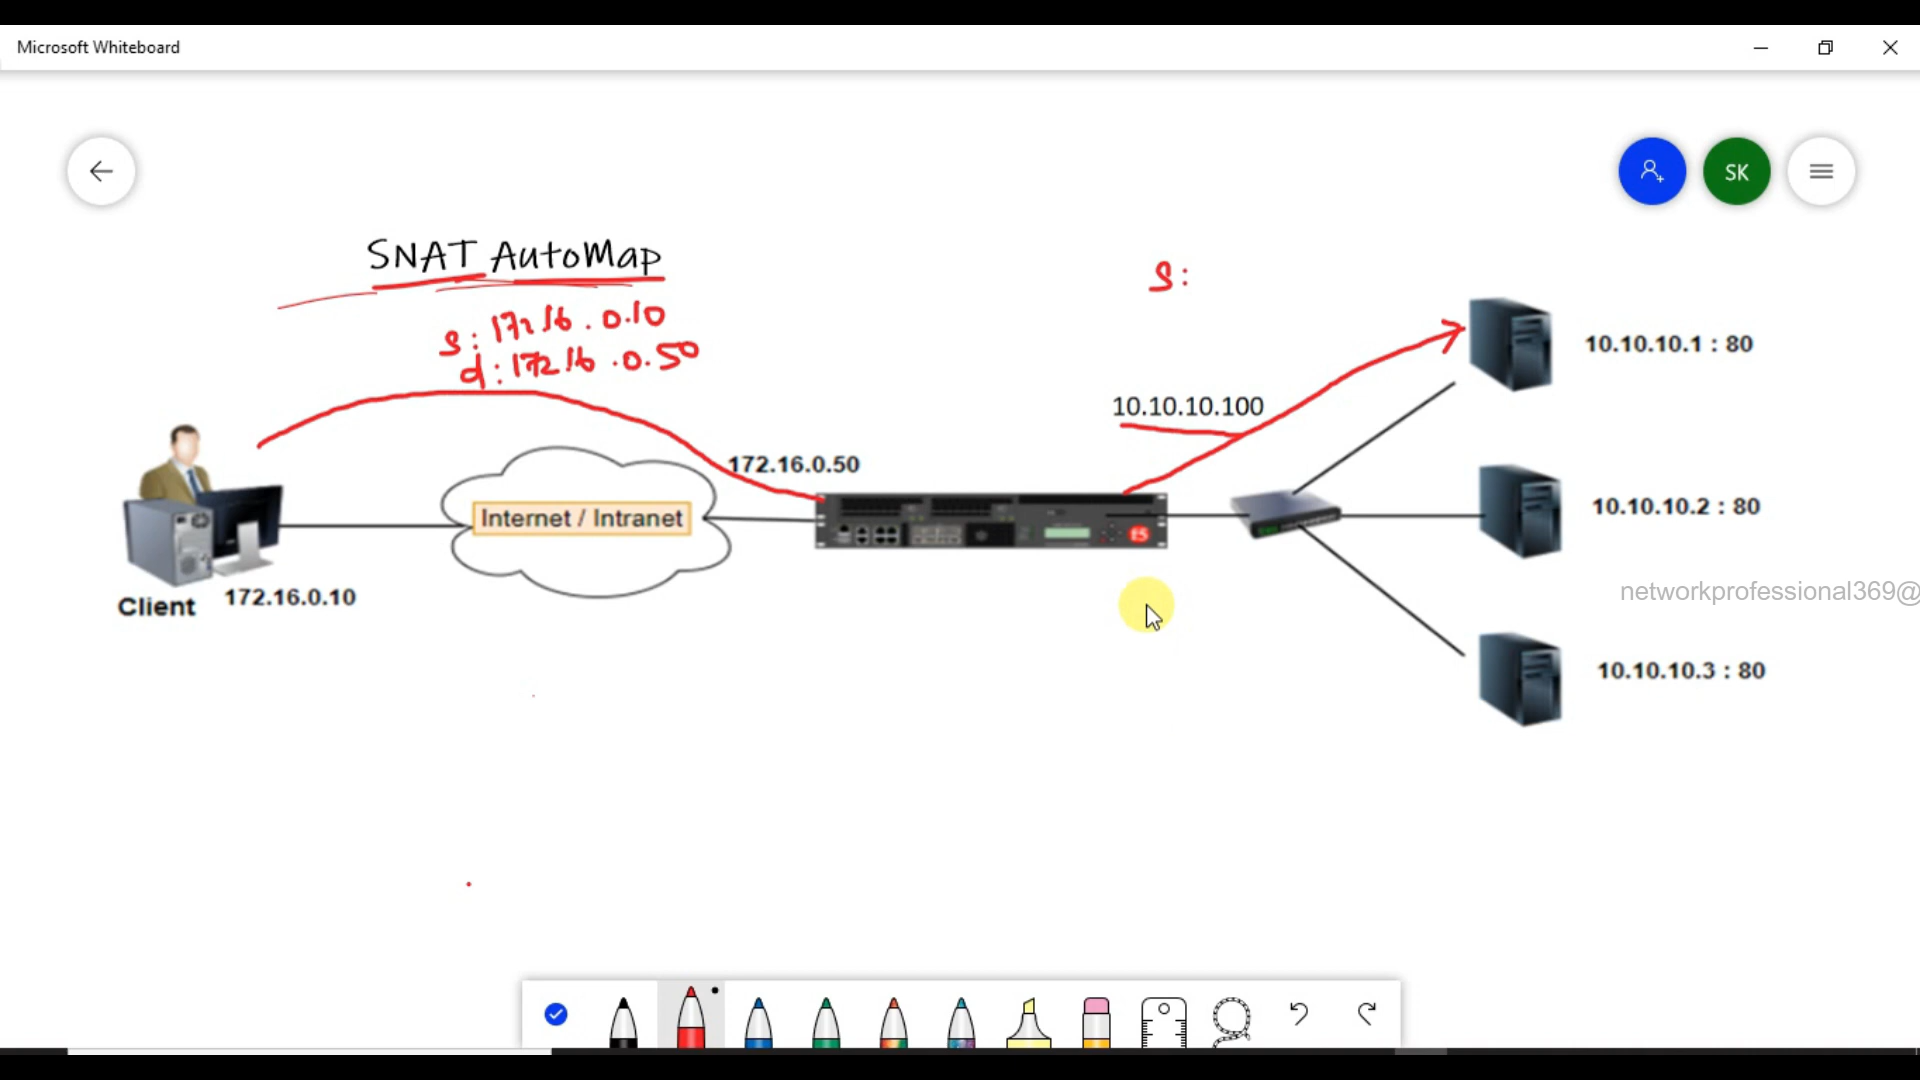 Microsoft Whiteboard
SK
SNAT AutoMap
s: 172.16.0.10
d: 172.16.0.50
s:
10.10.10.1 : 80
10.10.10.100
172.16.0.50
Internet / Intranet
F5
10.10.10.2 : 80
networkprofessional369@
Client
172.16.0.10
10.10.10.3 : 80